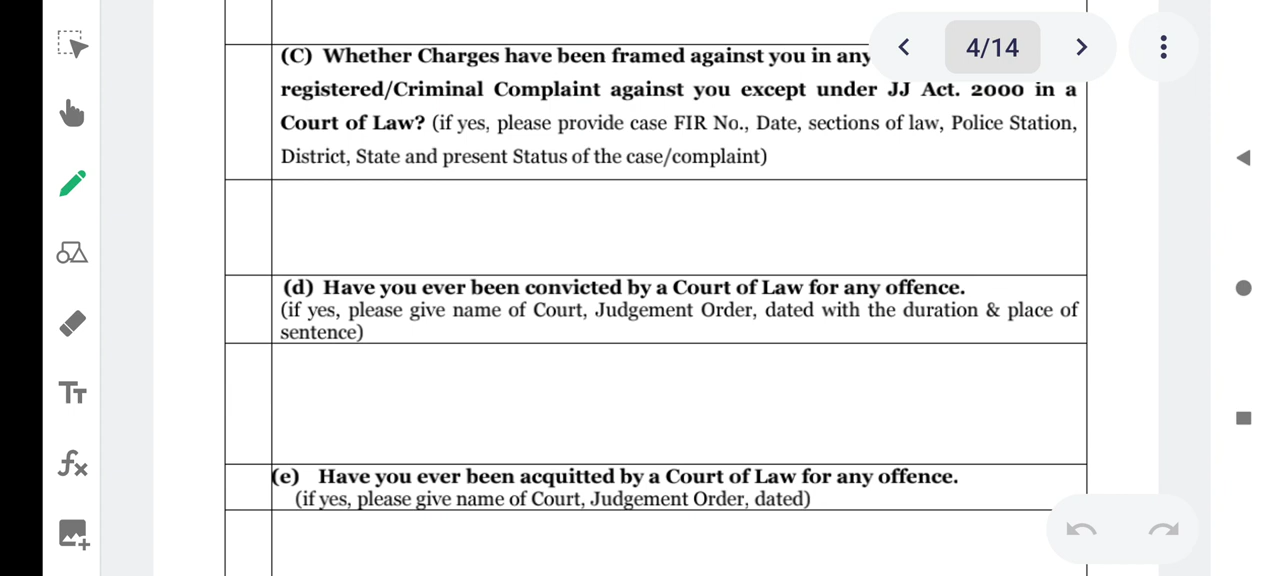 4/14
(C) Whether Charges have been framed against you in any
registered/Criminal Complaint against you except under JJ Act. 2000 in a
Court of Law? (if yes, please provide case FIR No., Date, sections of law, Police Station,
District, State and present Status of the case/complaint)
(d) Have you ever been convicted by a Court of Law for any offence.
(if yes, please give name of Court, Judgement Order, dated with the duration & place of
sentence)
(e) Have you ever been acquitted by a Court of Law for any offence.
(if yes, please give name of Court, Judgement Order, dated)
TT
fx